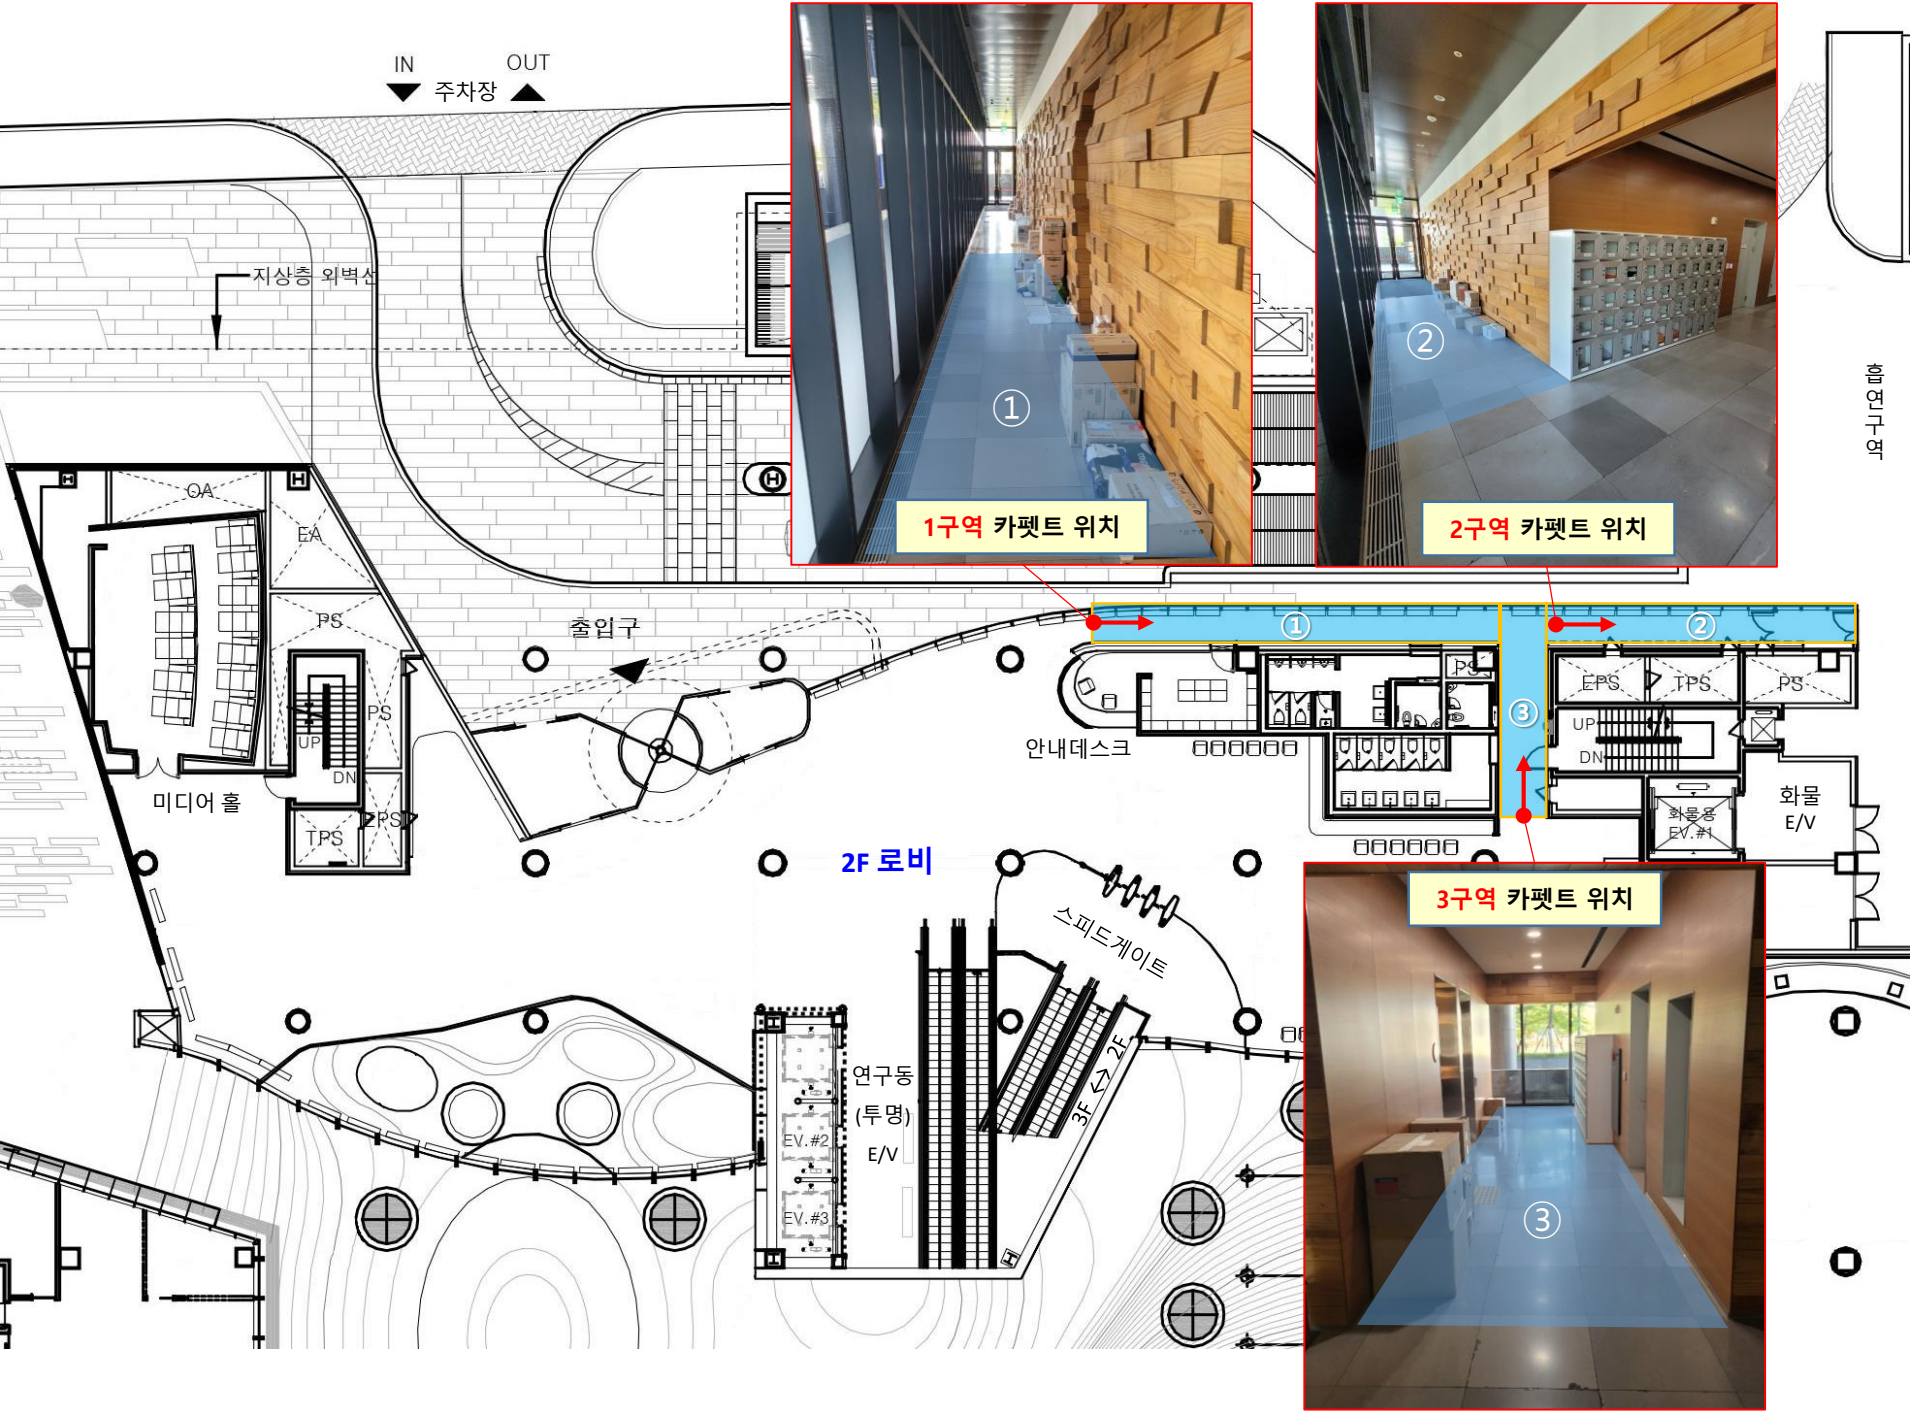 IN
OUT
주차장
지상층 외벽선
①
②
1구역 카펫트 위치
2구역 카펫트 위치
흡연구역
OA
EA
PS
PS
UP
DN
TPS
EPS
미디어 홀
출입구
①
②
③
PS
EPS
TPS
PS
UP
DN
안내데스크
화물용
EV.#1
화물
E/V
2F 로비
스피드게이트
3F <-> 2F
연구동
(투명)
E/V
EV.#2
EV.#3
3구역 카펫트 위치
③